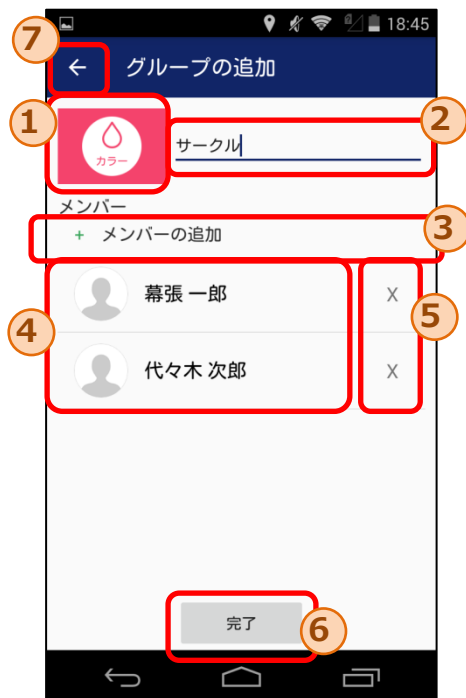 18:45
7
グループの追加
1
カラー
サークル
2
メンバー
+ メンバーの追加
3
4
幕張 一郎
X
5
代々木 次郎
X
完了
6